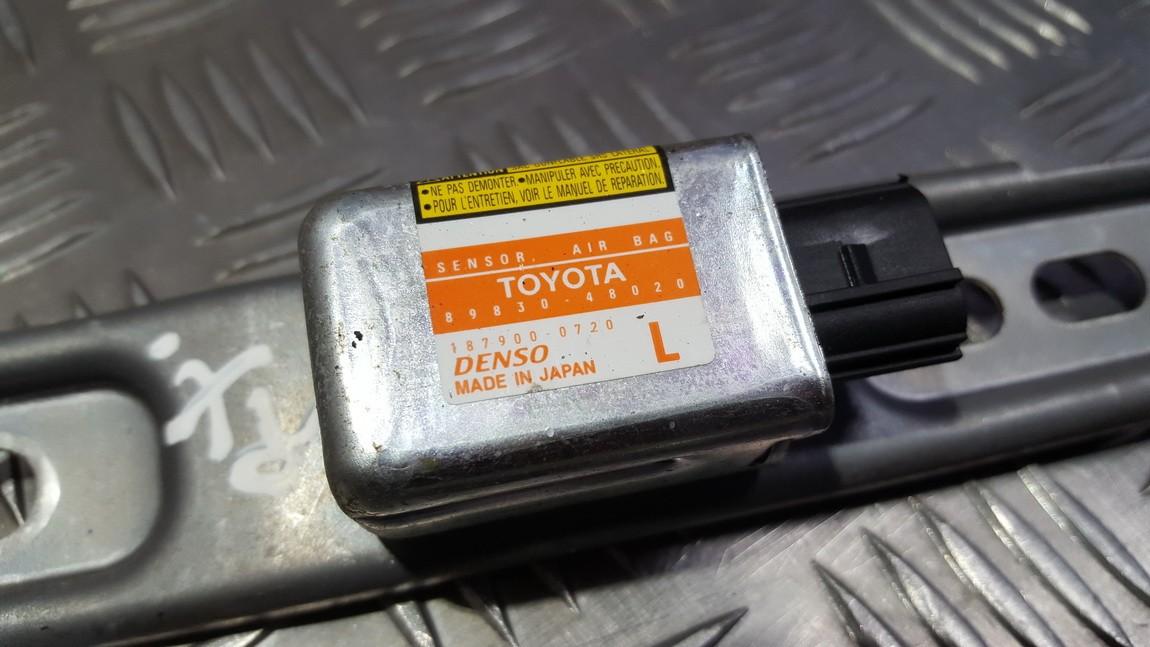 •NE PAS DEMONTER.•MANIPULER AVEC PRECAUTION.
•POUR L'ENTRETIEN, VOIR LE MANUEL DE REPARATION.
SENSOR, AIR BAG
TOYOTA
89830-48020
187900-0720
DENSO L
MADE IN JAPAN